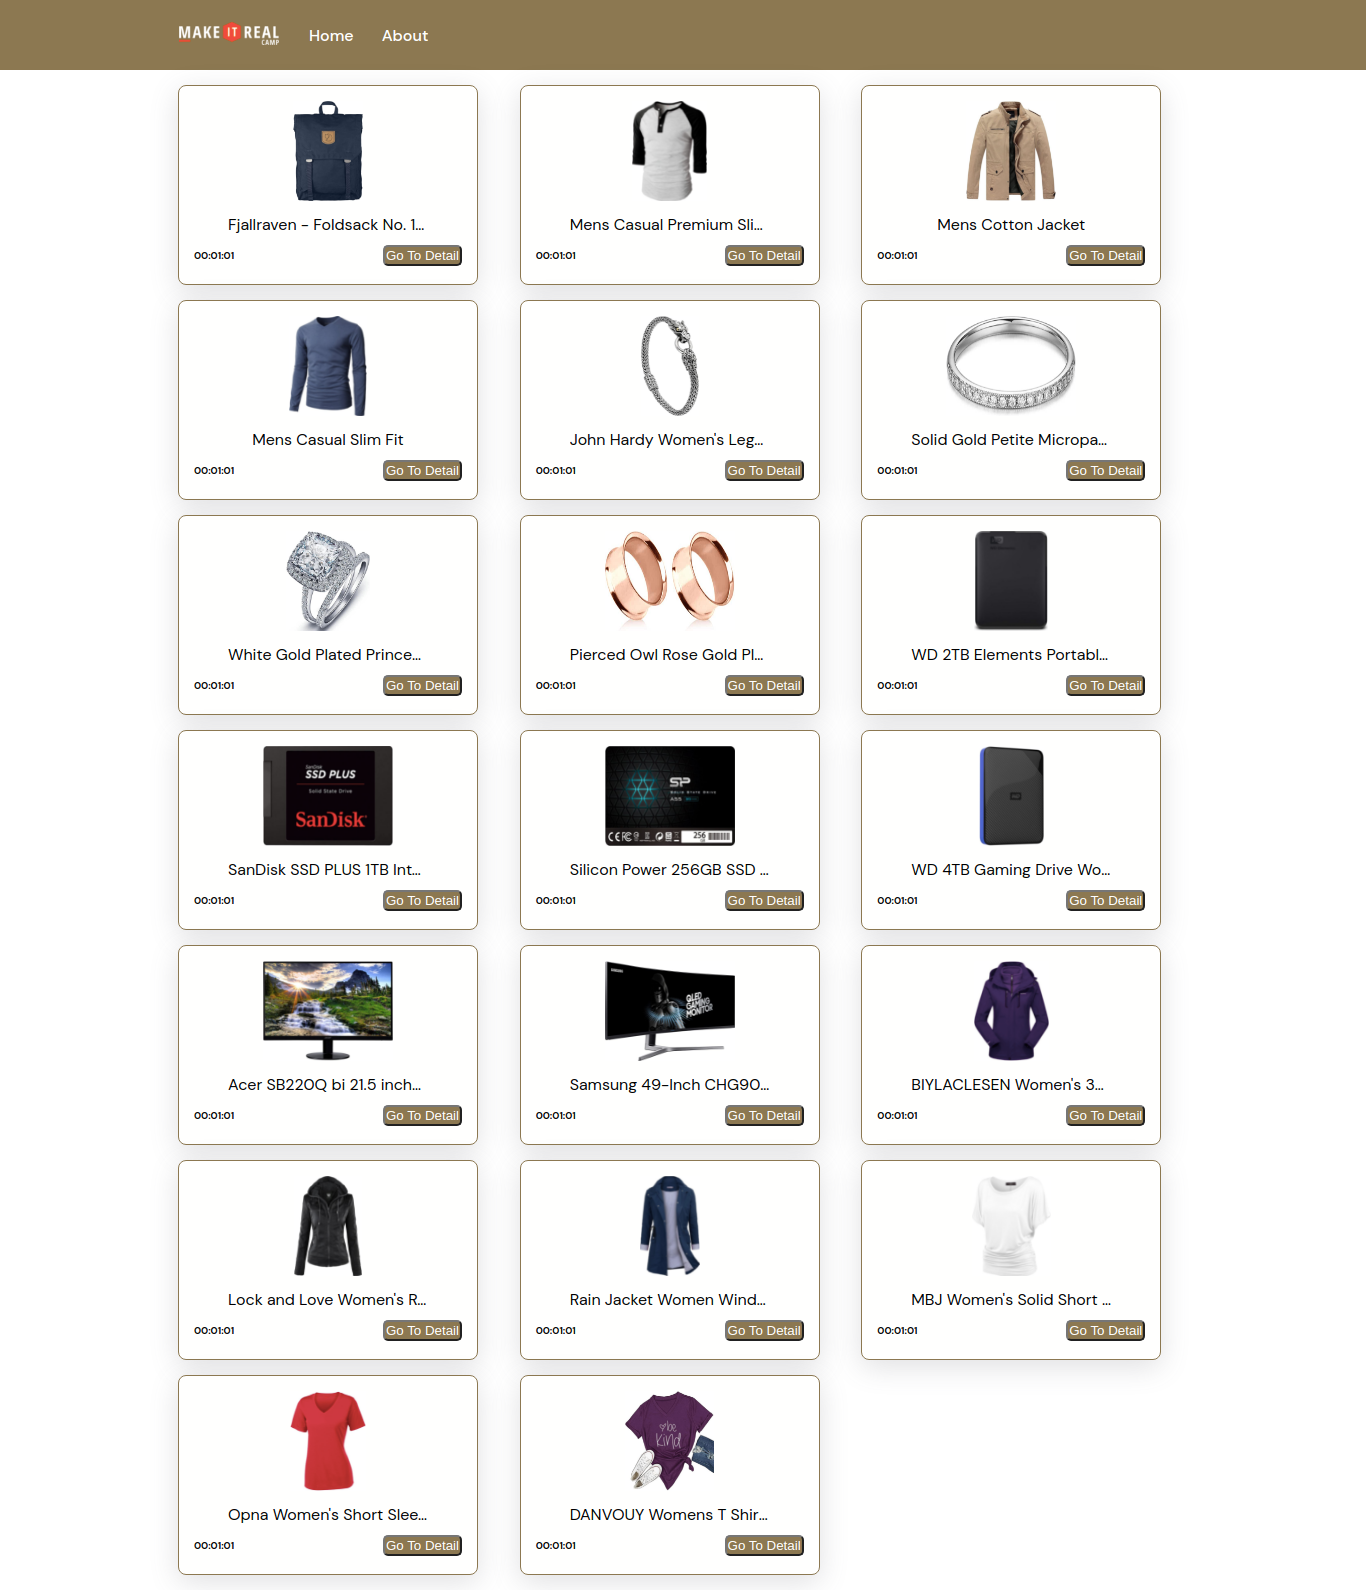 MAKE IT REAL
CAMP
Home
About
Fjallraven - Foldsack No. 1...
00:01:01
Go To Detail
Mens Casual Premium Sli...
00:01:01
Go To Detail
Mens Cotton Jacket
00:01:01
Go To Detail
Mens Casual Slim Fit
00:01:01
Go To Detail
John Hardy Women's Leg...
00:01:01
Go To Detail
Solid Gold Petite Micropa...
00:01:01
Go To Detail
White Gold Plated Prince...
00:01:01
Go To Detail
Pierced Owl Rose Gold Pl...
00:01:01
Go To Detail
WD 2TB Elements Portabl...
00:01:01
Go To Detail
SanDisk
SSD PLUS
Solid State Drive
SanDisk
SanDisk SSD PLUS 1TB Int...
00:01:01
Go To Detail
SP
SOLID STATE DRIVE
A55
256
Silicon Power 256GB SSD ...
00:01:01
Go To Detail
WD
WD 4TB Gaming Drive Wo...
00:01:01
Go To Detail
Acer SB220Q bi 21.5 inch...
00:01:01
Go To Detail
SAMSUNG
QLED
GAMING
MONITOR
Samsung 49-Inch CHG90...
00:01:01
Go To Detail
BIYLACLESEN Women's 3...
00:01:01
Go To Detail
Lock and Love Women's R...
00:01:01
Go To Detail
Rain Jacket Women Wind...
00:01:01
Go To Detail
MBJ Women's Solid Short ...
00:01:01
Go To Detail
Opna Women's Short Slee...
00:01:01
Go To Detail
be
kind
DANVOUY Womens T Shir...
00:01:01
Go To Detail